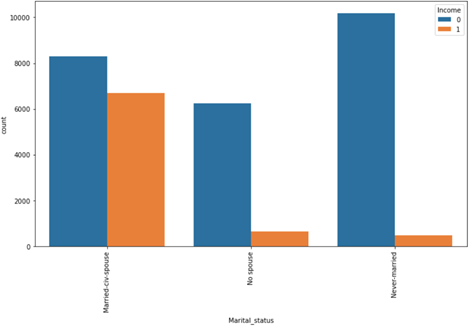 Income
0
1
10000
8000
6000
4000
2000
0
count
Married-civ-spouse
No spouse
Never-married
Marital_status